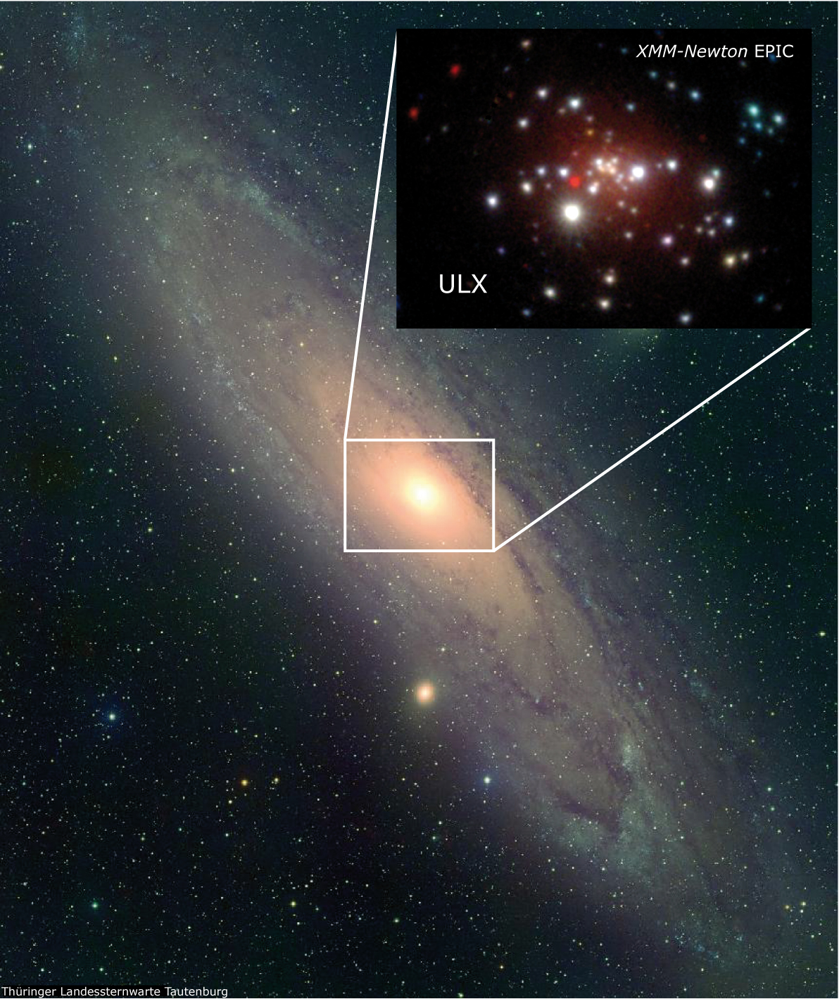 XMM-Newton EPIC
ULX
Thüringer Landessternwarte Tautenburg